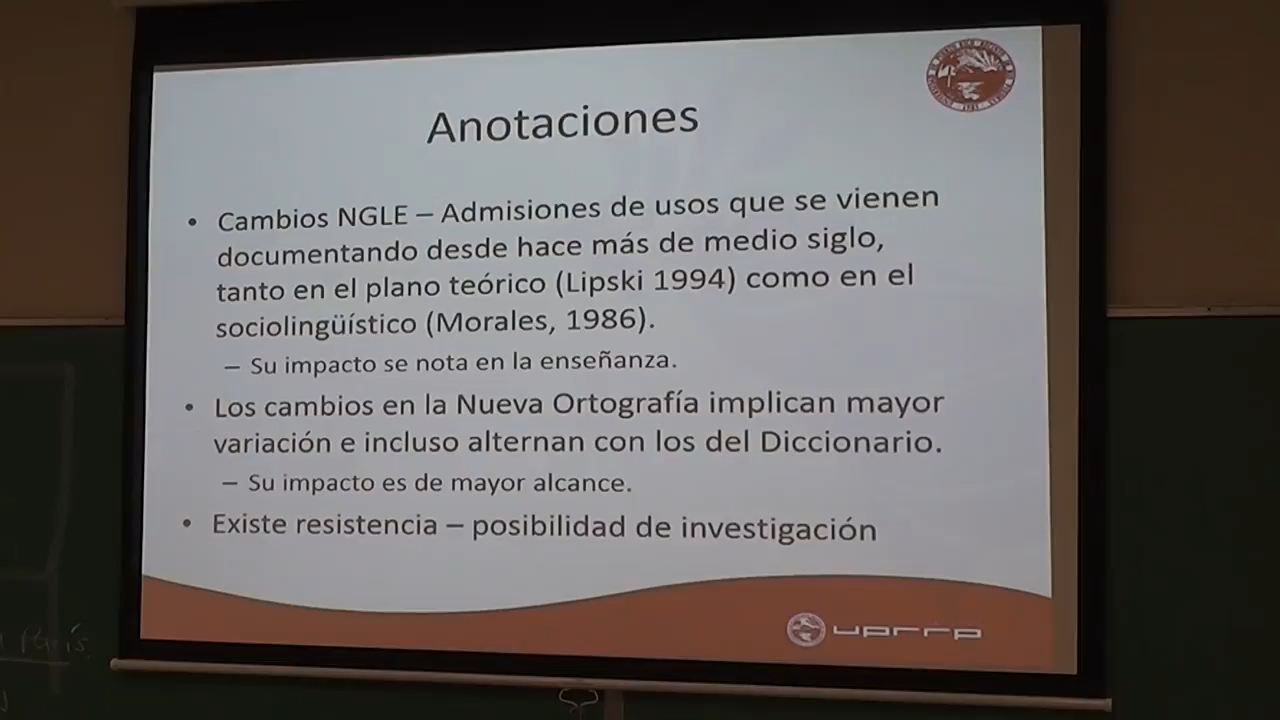 Anotaciones
• Cambios NGLE – Admisiones de usos que se vienen
documentando desde hace más de medio siglo,
tanto en el plano teórico (Lipski 1994) como en el
sociolingüístico (Morales, 1986).
– Su impacto se nota en la enseñanza.
• Los cambios en la Nueva Ortografía implican mayor
variación e incluso alternan con los del Diccionario.
– Su impacto es de mayor alcance.
• Existe resistencia – posibilidad de investigación
uprrp